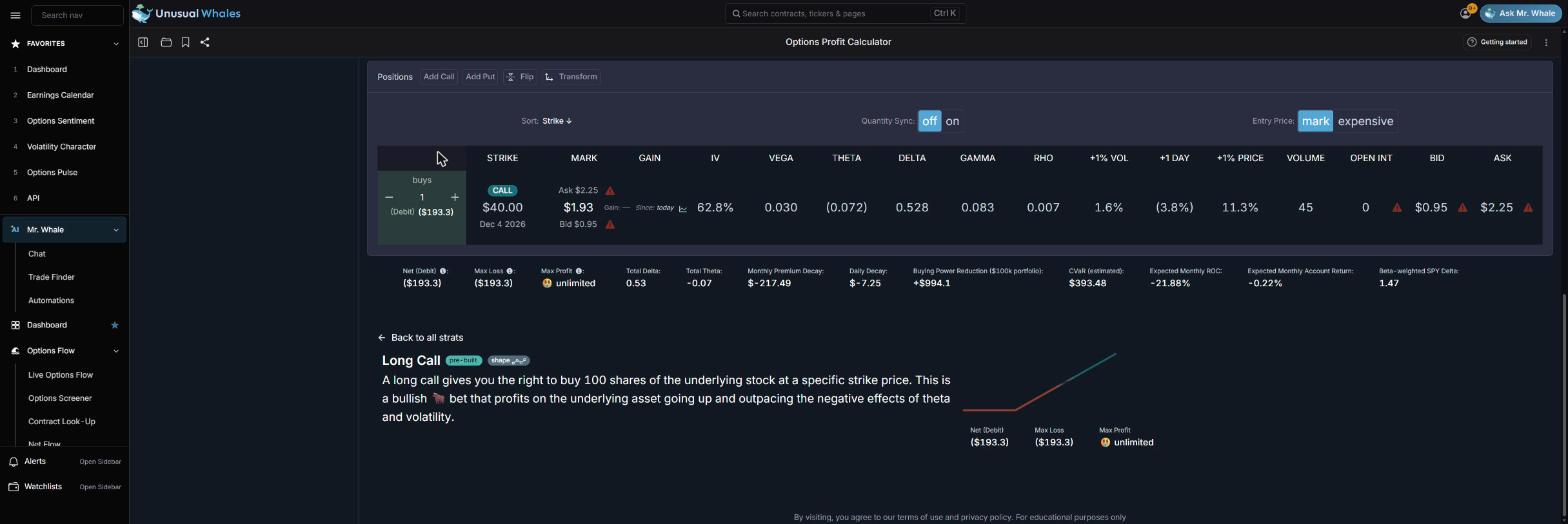 Search nav
Unusual Whales
Search contracts, tickers & pages
Ctrl K
9+
Ask Mr. Whale
FAVORITES
1 Dashboard
2 Earnings Calendar
3 Options Sentiment
4 Volatility Character
5 Options Pulse
6 API
AI Mr. Whale
Chat
Trade Finder
Automations
Dashboard
Options Flow
Live Options Flow
Options Screener
Contract Look-Up
Net Flow
Alerts Open Sidebar
Watchlists Open Sidebar
Options Profit Calculator
Getting started
Positions Add Call Add Put Flip Transform
Sort: Strike ↓ Quantity Sync: off on Entry Price: mark expensive
STRIKE MARK GAIN IV VEGA THETA DELTA GAMMA RHO +1% VOL +1 DAY +1% PRICE VOLUME OPEN INT BID ASK
buys
− 1 +
(Debit) ($193.3)
CALL
$40.00
Dec 4 2026
Ask $2.25
$1.93
Bid $0.95
Gain: — Since: today
62.8% 0.030 (0.072) 0.528 0.083 0.007 1.6% (3.8%) 11.3% 45 0 $0.95 $2.25
Net (Debit) : Max Loss : Max Profit : Total Delta: Total Theta: Monthly Premium Decay: Daily Decay: Buying Power Reduction ($100k portfolio): CVaR (estimated): Expected Monthly ROC: Expected Monthly Account Return: Beta-weighted SPY Delta:
($193.3) ($193.3) unlimited 0.53 -0.07 $-217.49 $-7.25 +$994.1 $393.48 -21.88% -0.22% 1.47
← Back to all strats
Long Call pre-built shape
A long call gives you the right to buy 100 shares of the underlying stock at a specific strike price. This is
a bullish 🐂 bet that profits on the underlying asset going up and outpacing the negative effects of theta
and volatility.
Net (Debit) Max Loss Max Profit
($193.3) ($193.3) unlimited
By visiting, you agree to our terms of use and privacy policy. For educational purposes only